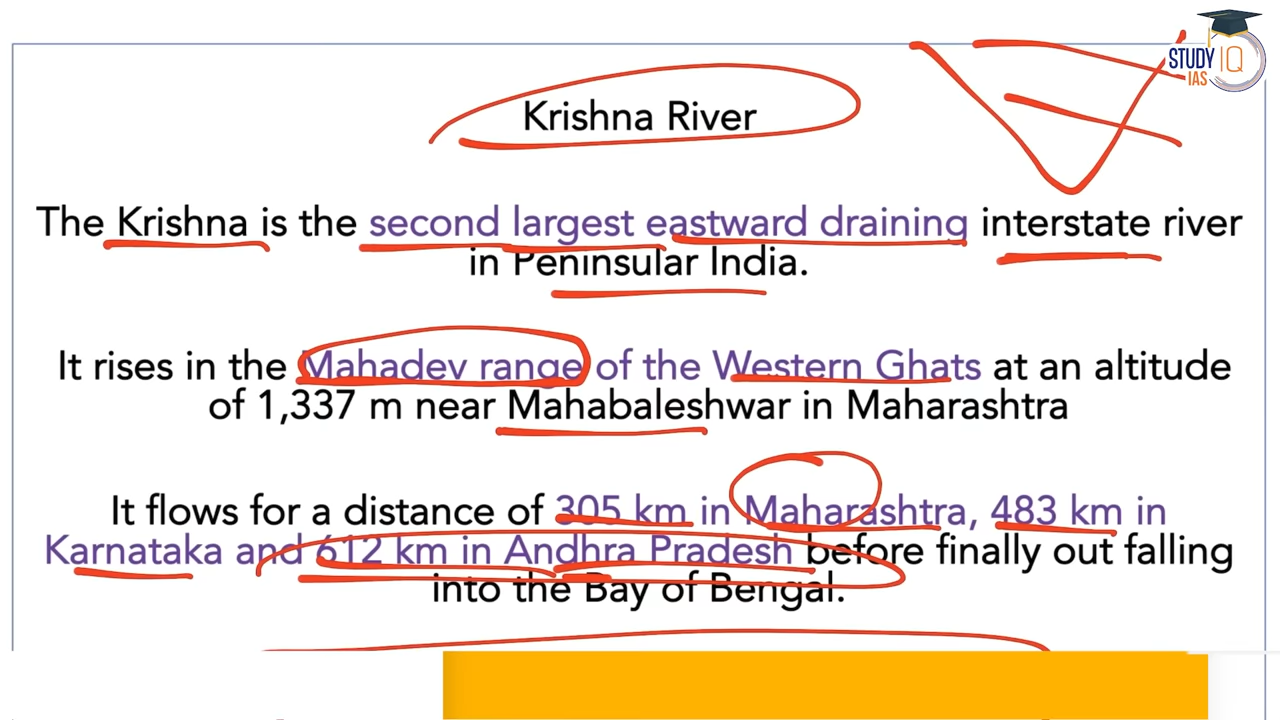 STUDY IQ
IAS
Krishna River
The Krishna is the second largest eastward draining interstate river
in Peninsular India.
It rises in the Mahadev range of the Western Ghats at an altitude
of 1,337 m near Mahabaleshwar in Maharashtra
It flows for a distance of 305 km in Maharashtra, 483 km in
Karnataka and 612 km in Andhra Pradesh before finally out falling
into the Bay of Bengal.